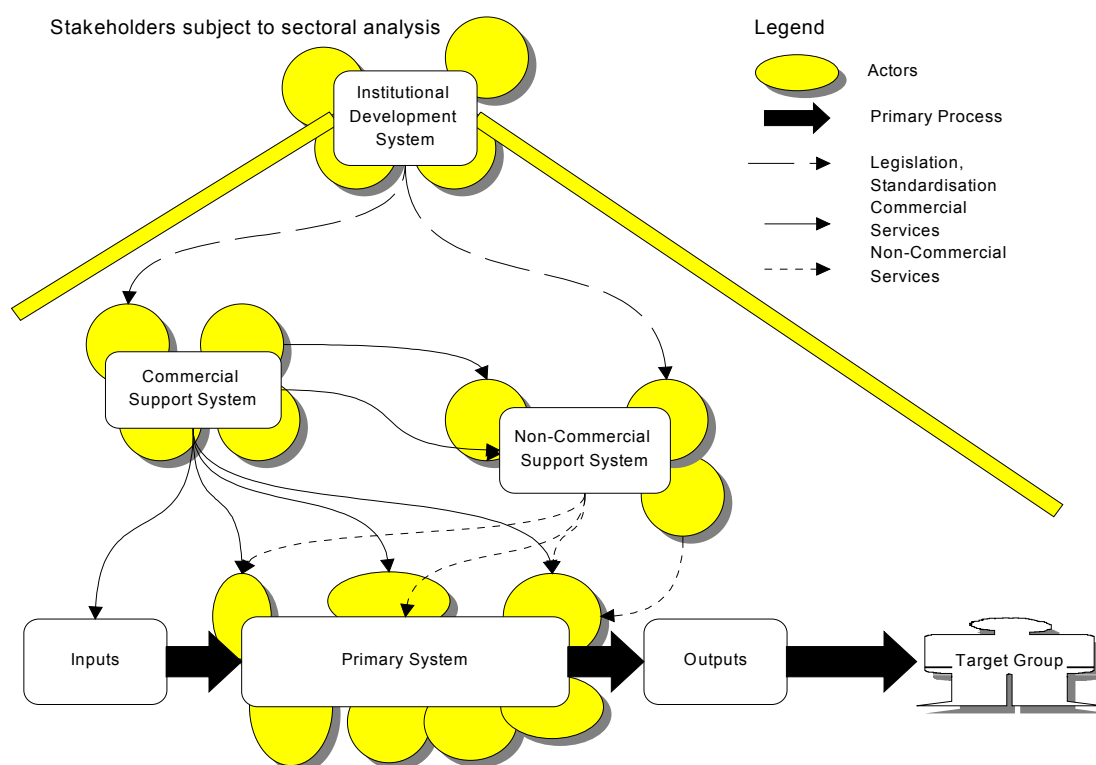 Stakeholders subject to sectoral analysis
Legend
Actors
Primary Process
Legislation,
Standardisation
Commercial
Services
Non-Commercial
Services
Institutional
Development
System
Commercial
Support System
Non-Commercial
Support System
Inputs
Primary System
Outputs
Target Group